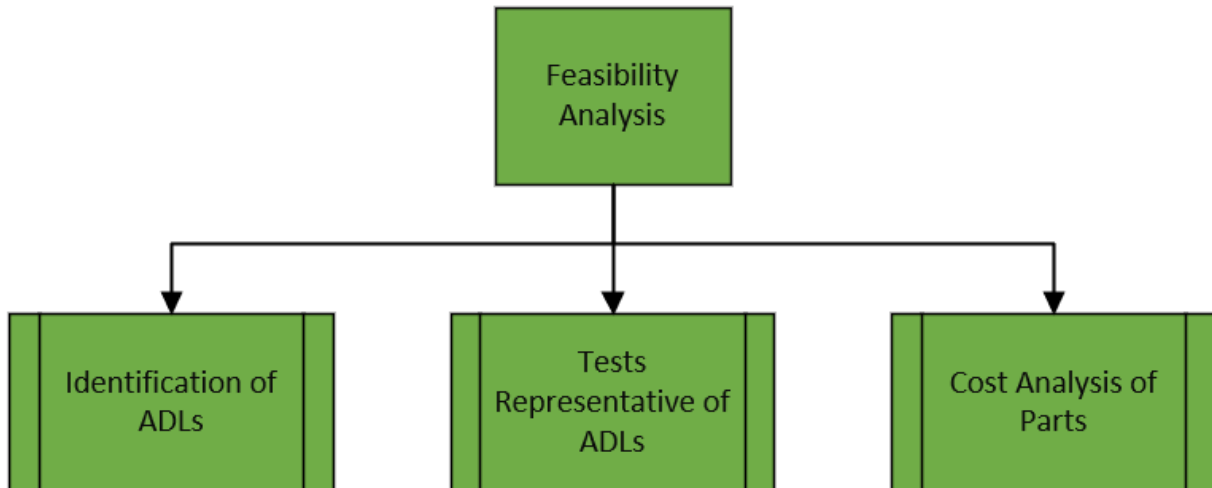 Feasibility
Analysis
Identification of
ADLs
Tests
Representative of
ADLs
Cost Analysis of
Parts